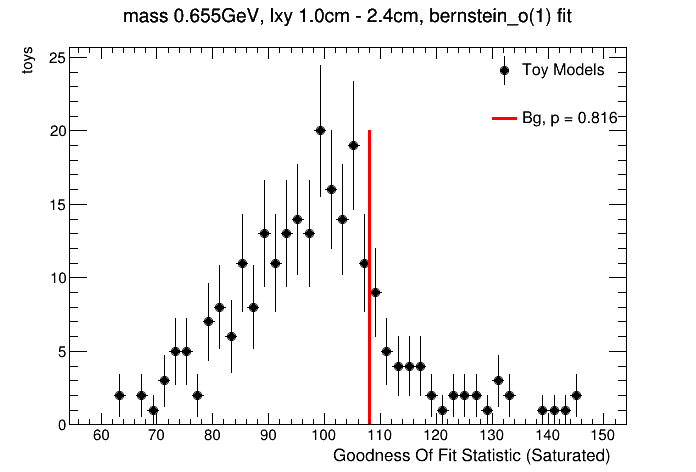 mass 0.655GeV, lxy 1.0cm - 2.4cm, bernstein_o(1) fit
toys
25
20
15
10
5
0
Toy Models
Bg, p = 0.816
60 70 80 90 100 110 120 130 140 150
Goodness Of Fit Statistic (Saturated)